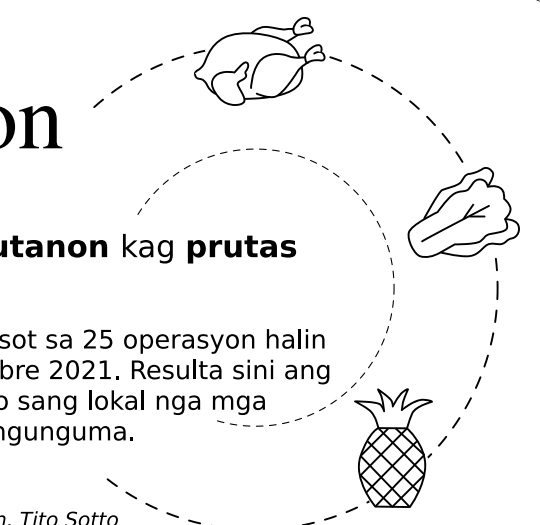 on
utanon kag prutas
sot sa 25 operasyon halin
bre 2021. Resulta sini ang
o sang lokal nga mga
ngunguma.
n. Tito Sotto